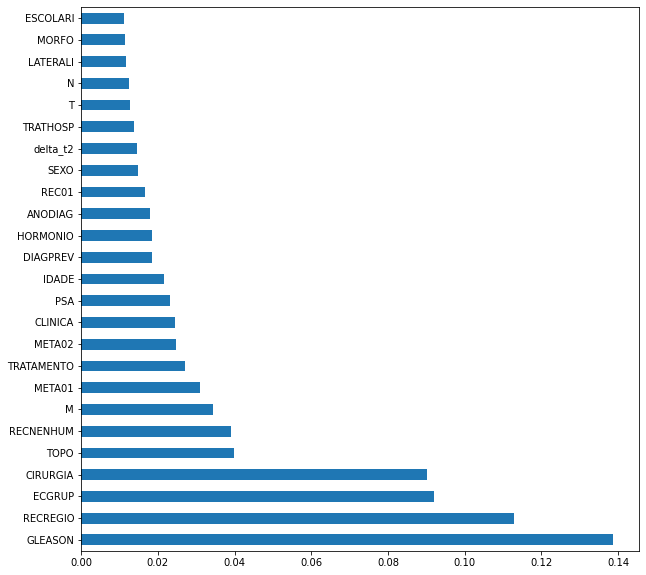 ESCOLARI
MORFO
LATERALI
N
T
TRATHOSP
delta_t2
SEXO
REC01
ANODIAG
HORMONIO
DIAGPREV
IDADE
PSA
CLINICA
META02
TRATAMENTO
META01
M
RECNENHUM
TOPO
CIRURGIA
ECGRUP
RECREGIO
GLEASON
0.00 0.02 0.04 0.06 0.08 0.10 0.12 0.14